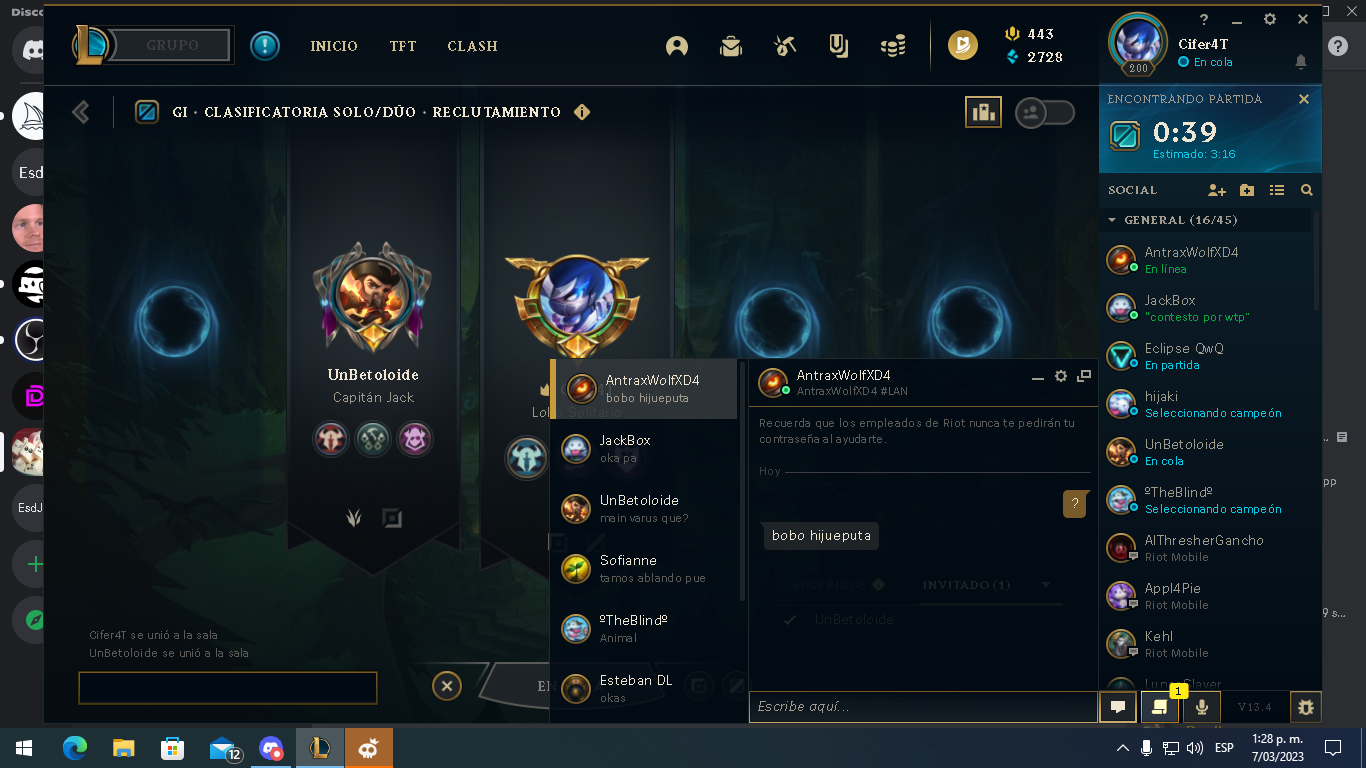 Disco
GRUPO
INICIO
TFT
CLASH
443
2728
200
Cifer4T
En cola
GI • CLASIFICATORIA SOLO/DÚO • RECLUTAMIENTO
ENCONTRANDO PARTIDA
0:39
Estimado: 3:16
SOCIAL
GENERAL (16/45)
AntraxWolfXD4
En línea
JackBox
"contesto por wtp"
Eclipse QwQ
En partida
hijaki
Seleccionando campeón
UnBetoloide
En cola
ºTheBlindº
Seleccionando campeón
AlThresherGancho
Riot Mobile
Appl4Pie
Riot Mobile
Kehl
Riot Mobile
Esd
EsdJ
UnBetoloide
Capitán Jack
Lobo Solitario
AntraxWolfXD4
bobo hijueputa
JackBox
oka pa
UnBetoloide
main varus que?
Sofianne
tamos ablando pue
ºTheBlindº
Animal
Esteban DL
okas
AntraxWolfXD4
AntraxWolfXD4 #LAN
Recuerda que los empleados de Riot nunca te pedirán tu
contraseña al ayudarte.
Hoy
?
bobo hijueputa
SUGERIDOS
INVITADO (1)
UnBetoloide
Cifer4T se unió a la sala
UnBetoloide se unió a la sala
EN
Escribe aquí...
1
V13.4
12
ESP
1:28 p. m.
7/03/2023